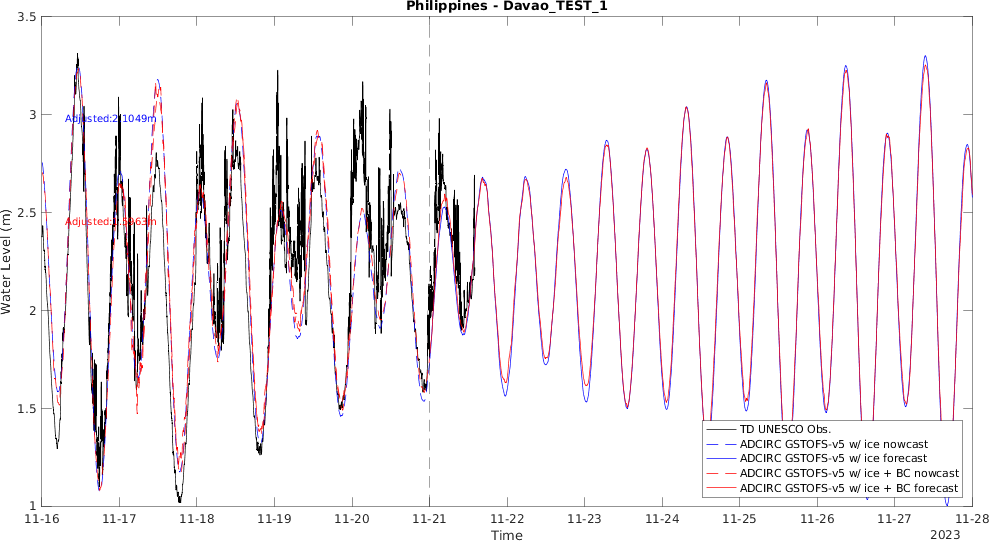 Philippines - Davao_TEST_1
3.5
3
2.5
2
1.5
1
Water Level (m)
Adjusted:2.1049m
11-16
11-17
11-18
11-19
11-20
11-21
11-22
11-23
11-24
11-25
11-26
11-27
11-28
Time
2023
TD UNESCO Obs.
ADCIRC GSTOFS-v5 w/ ice nowcast
ADCIRC GSTOFS-v5 w/ ice forecast
ADCIRC GSTOFS-v5 w/ ice + BC nowcast
ADCIRC GSTOFS-v5 w/ ice + BC forecast